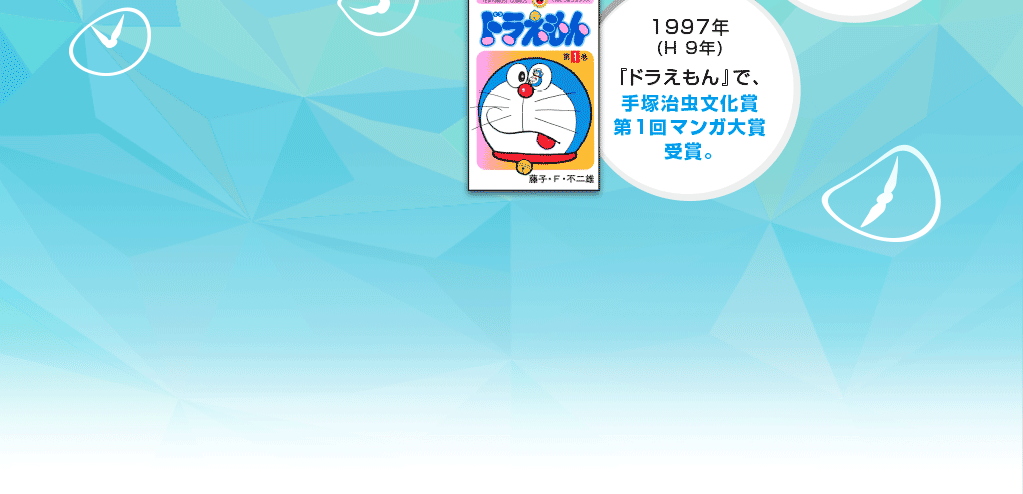 ドラえもん
第1巻
藤子・F・不二雄
1997年
(H 9年)
『ドラえもん』で、
手塚治虫文化賞
第1回マンガ大賞
受賞。